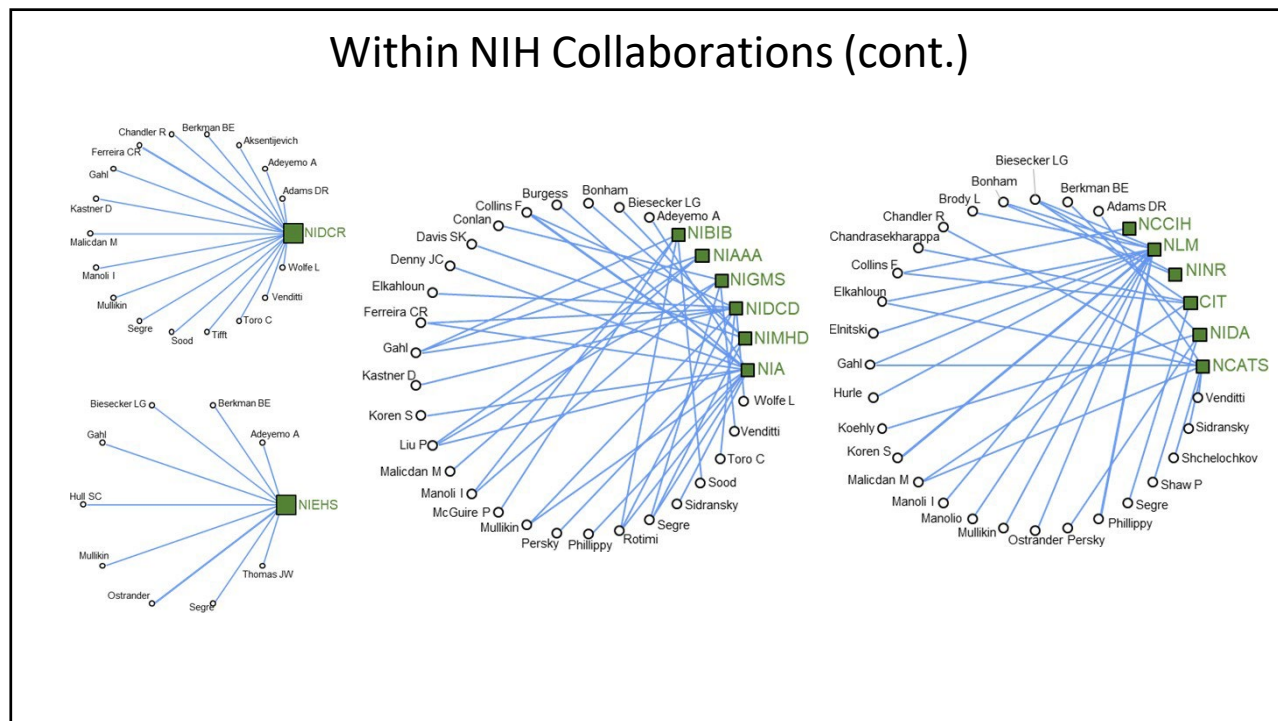 Within NIH Collaborations (cont.)
Berkman BE
Chandler R
Aksentijevich
Ferreira CR
Adeyemo A
Gahl
Adams DR
Kastner D
NIDCR
Malicdan M
Manoli I
Wolfe L
Mullikin
Venditti
Segre
Toro C
Sood
Tifft
Biesecker LG
Berkman BE
Gahl
Adeyemo A
Hull SC
NIEHS
Mullikin
Thomas JW
Ostrander
Segre
Burgess
Bonham
Collins F
Biesecker LG
Conlan
Adeyemo A
Davis SK
NIBIB
Denny JC
NIAAA
Elkahloun
NIGMS
Ferreira CR
NIDCD
Gahl
NIMHD
Kastner D
NIA
Koren S
Wolfe L
Liu P
Venditti
Malicdan M
Toro C
Manoli I
Sood
McGuire P
Sidransky
Mullikin
Segre
Persky
Phillippy
Rotimi
Biesecker LG
Bonham
Berkman BE
Brody L
Adams DR
Chandler R
NCCIH
Chandrasekharappa
NLM
Collins F
NINR
Elkahloun
CIT
Elnitski
NIDA
Gahl
NCATS
Hurle
Venditti
Koehly
Sidransky
Koren S
Shchelochkov
Malicdan M
Shaw P
Manoli I
Segre
Manolio
Phillippy
Mullikin
Ostrander
Persky